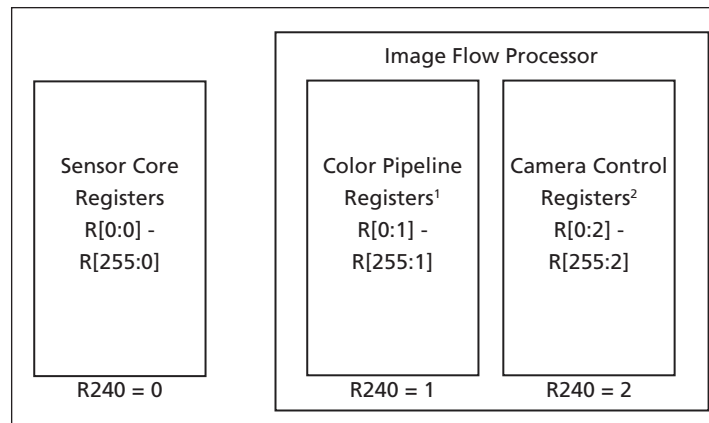 Image Flow Processor
Sensor Core
Registers
R[0:0] -
R[255:0]
R240 = 0
Color Pipeline
Registers¹
R[0:1] -
R[255:1]
R240 = 1
Camera Control
Registers²
R[0:2] -
R[255:2]
R240 = 2